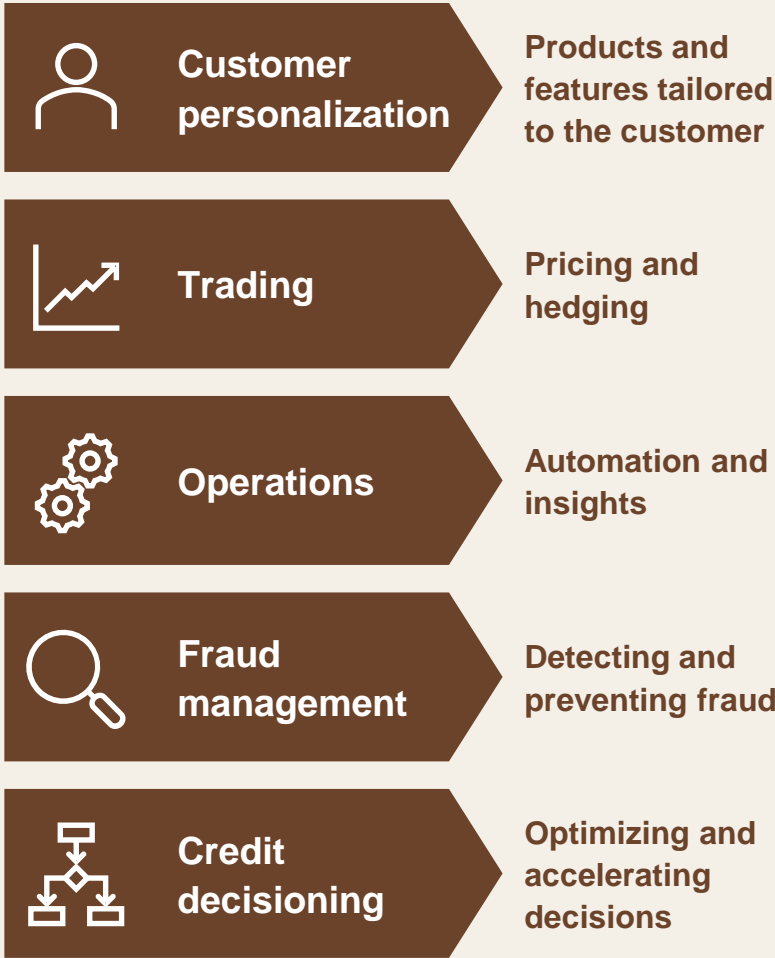 Customer
personalization
Products and
features tailored
to the customer
Trading
Pricing and
hedging
Operations
Automation and
insights
Fraud
management
Detecting and
preventing fraud
Credit
decisioning
Optimizing and
accelerating
decisions